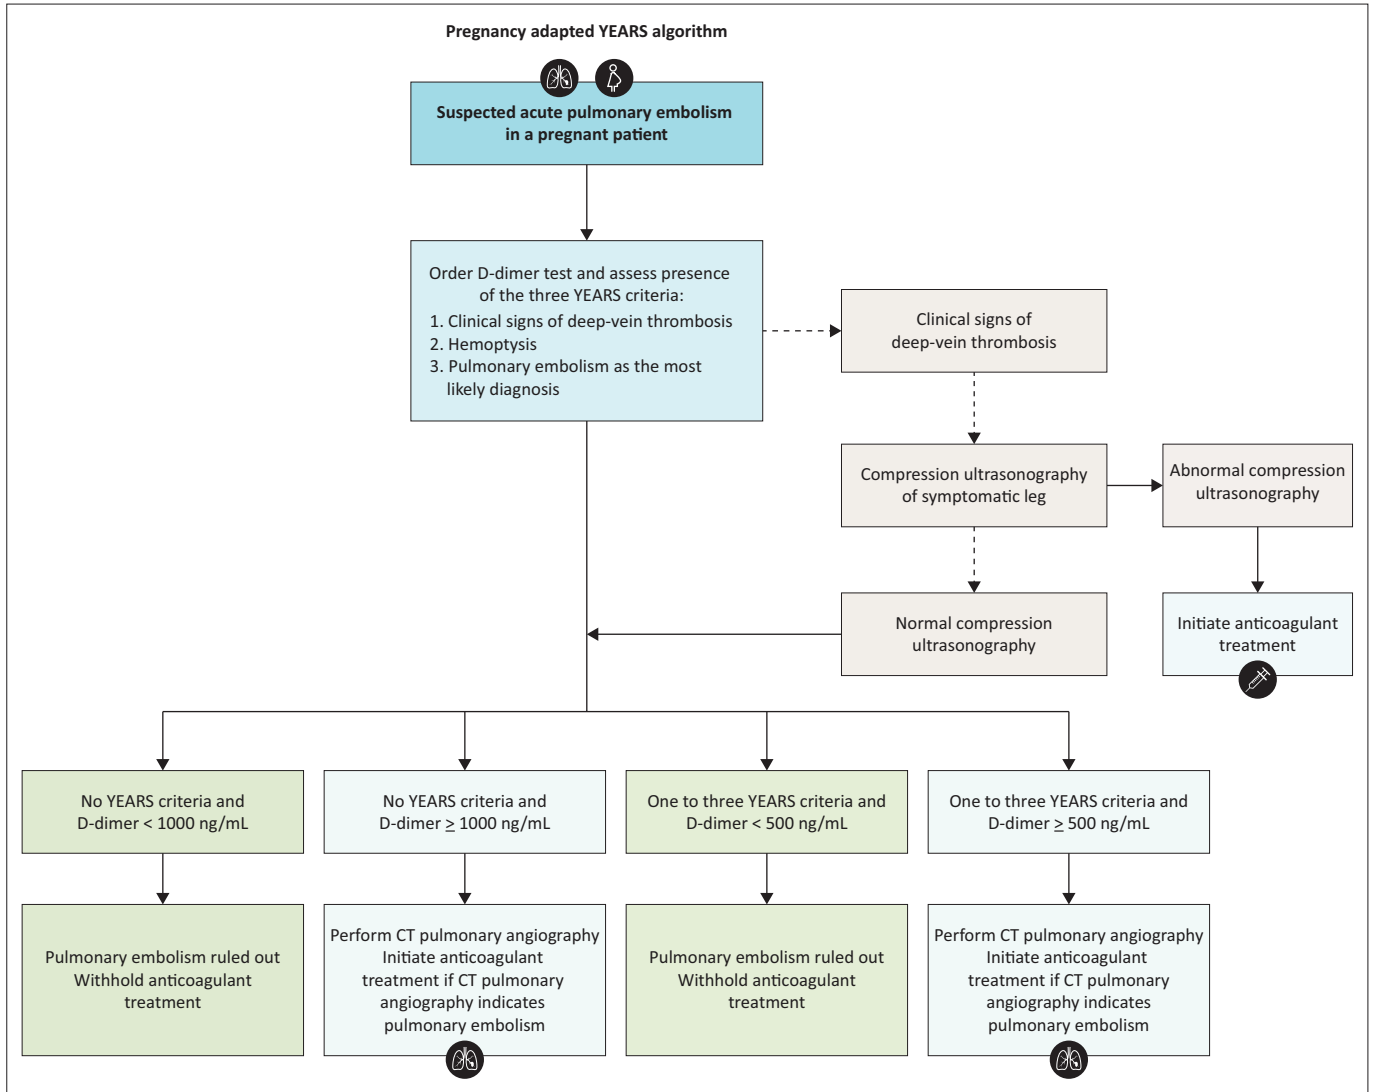 Pregnancy adapted YEARS algorithm
Suspected acute pulmonary embolism
in a pregnant patient
Order D-dimer test and assess presence
of the three YEARS criteria:
1. Clinical signs of deep-vein thrombosis
2. Hemoptysis
3. Pulmonary embolism as the most
likely diagnosis
Clinical signs of
deep-vein thrombosis
Compression ultrasonography
of symptomatic leg
Abnormal compression
ultrasonography
Normal compression
ultrasonography
Initiate anticoagulant
treatment
No YEARS criteria and
D-dimer < 1000 ng/mL
No YEARS criteria and
D-dimer ≥ 1000 ng/mL
One to three YEARS criteria and
D-dimer < 500 ng/mL
One to three YEARS criteria and
D-dimer ≥ 500 ng/mL
Pulmonary embolism ruled out
Withhold anticoagulant
treatment
Perform CT pulmonary angiography
Initiate anticoagulant
treatment if CT pulmonary
angiography indicates
pulmonary embolism
Pulmonary embolism ruled out
Withhold anticoagulant
treatment
Perform CT pulmonary angiography
Initiate anticoagulant
treatment if CT pulmonary
angiography indicates
pulmonary embolism